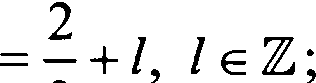 = 2/ + l, l ∈ ℤ;